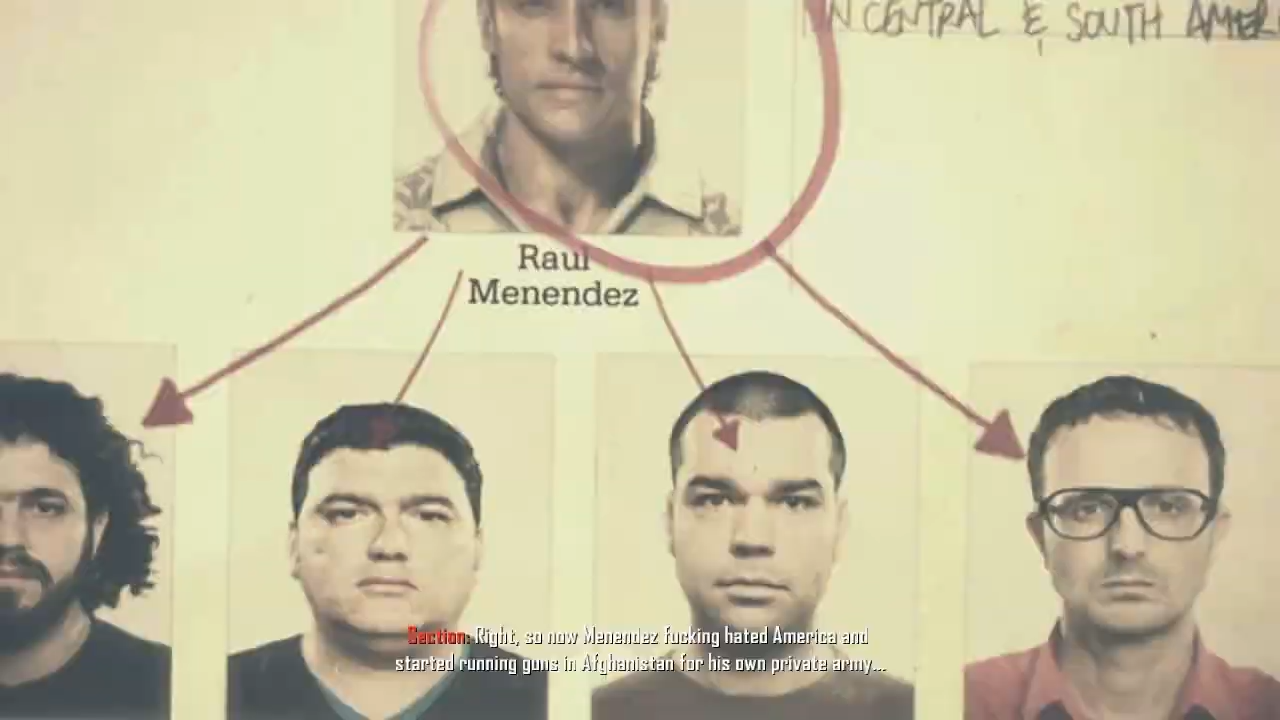 N CENTRAL & SOUTH AMER
Raul
Menendez
Section: Right, so now Menendez fucking hated America and
started running guns in Afghanistan for his own private army...